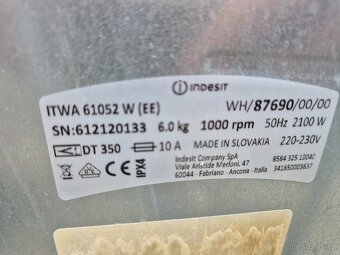 INDESIT
ITWA 61052 W (EE) WH/87690/00/00
SN:612120133 6.0 kg 1000 rpm 50Hz 2100 W
DT 350 10 A MADE IN SLOVAKIA 220-230V
IPX4
Indesit Company SpA
Viale Aristide Merloni, 47
60044 - Fabriano - Ancona - Italia
8584 325 10040
341650003637